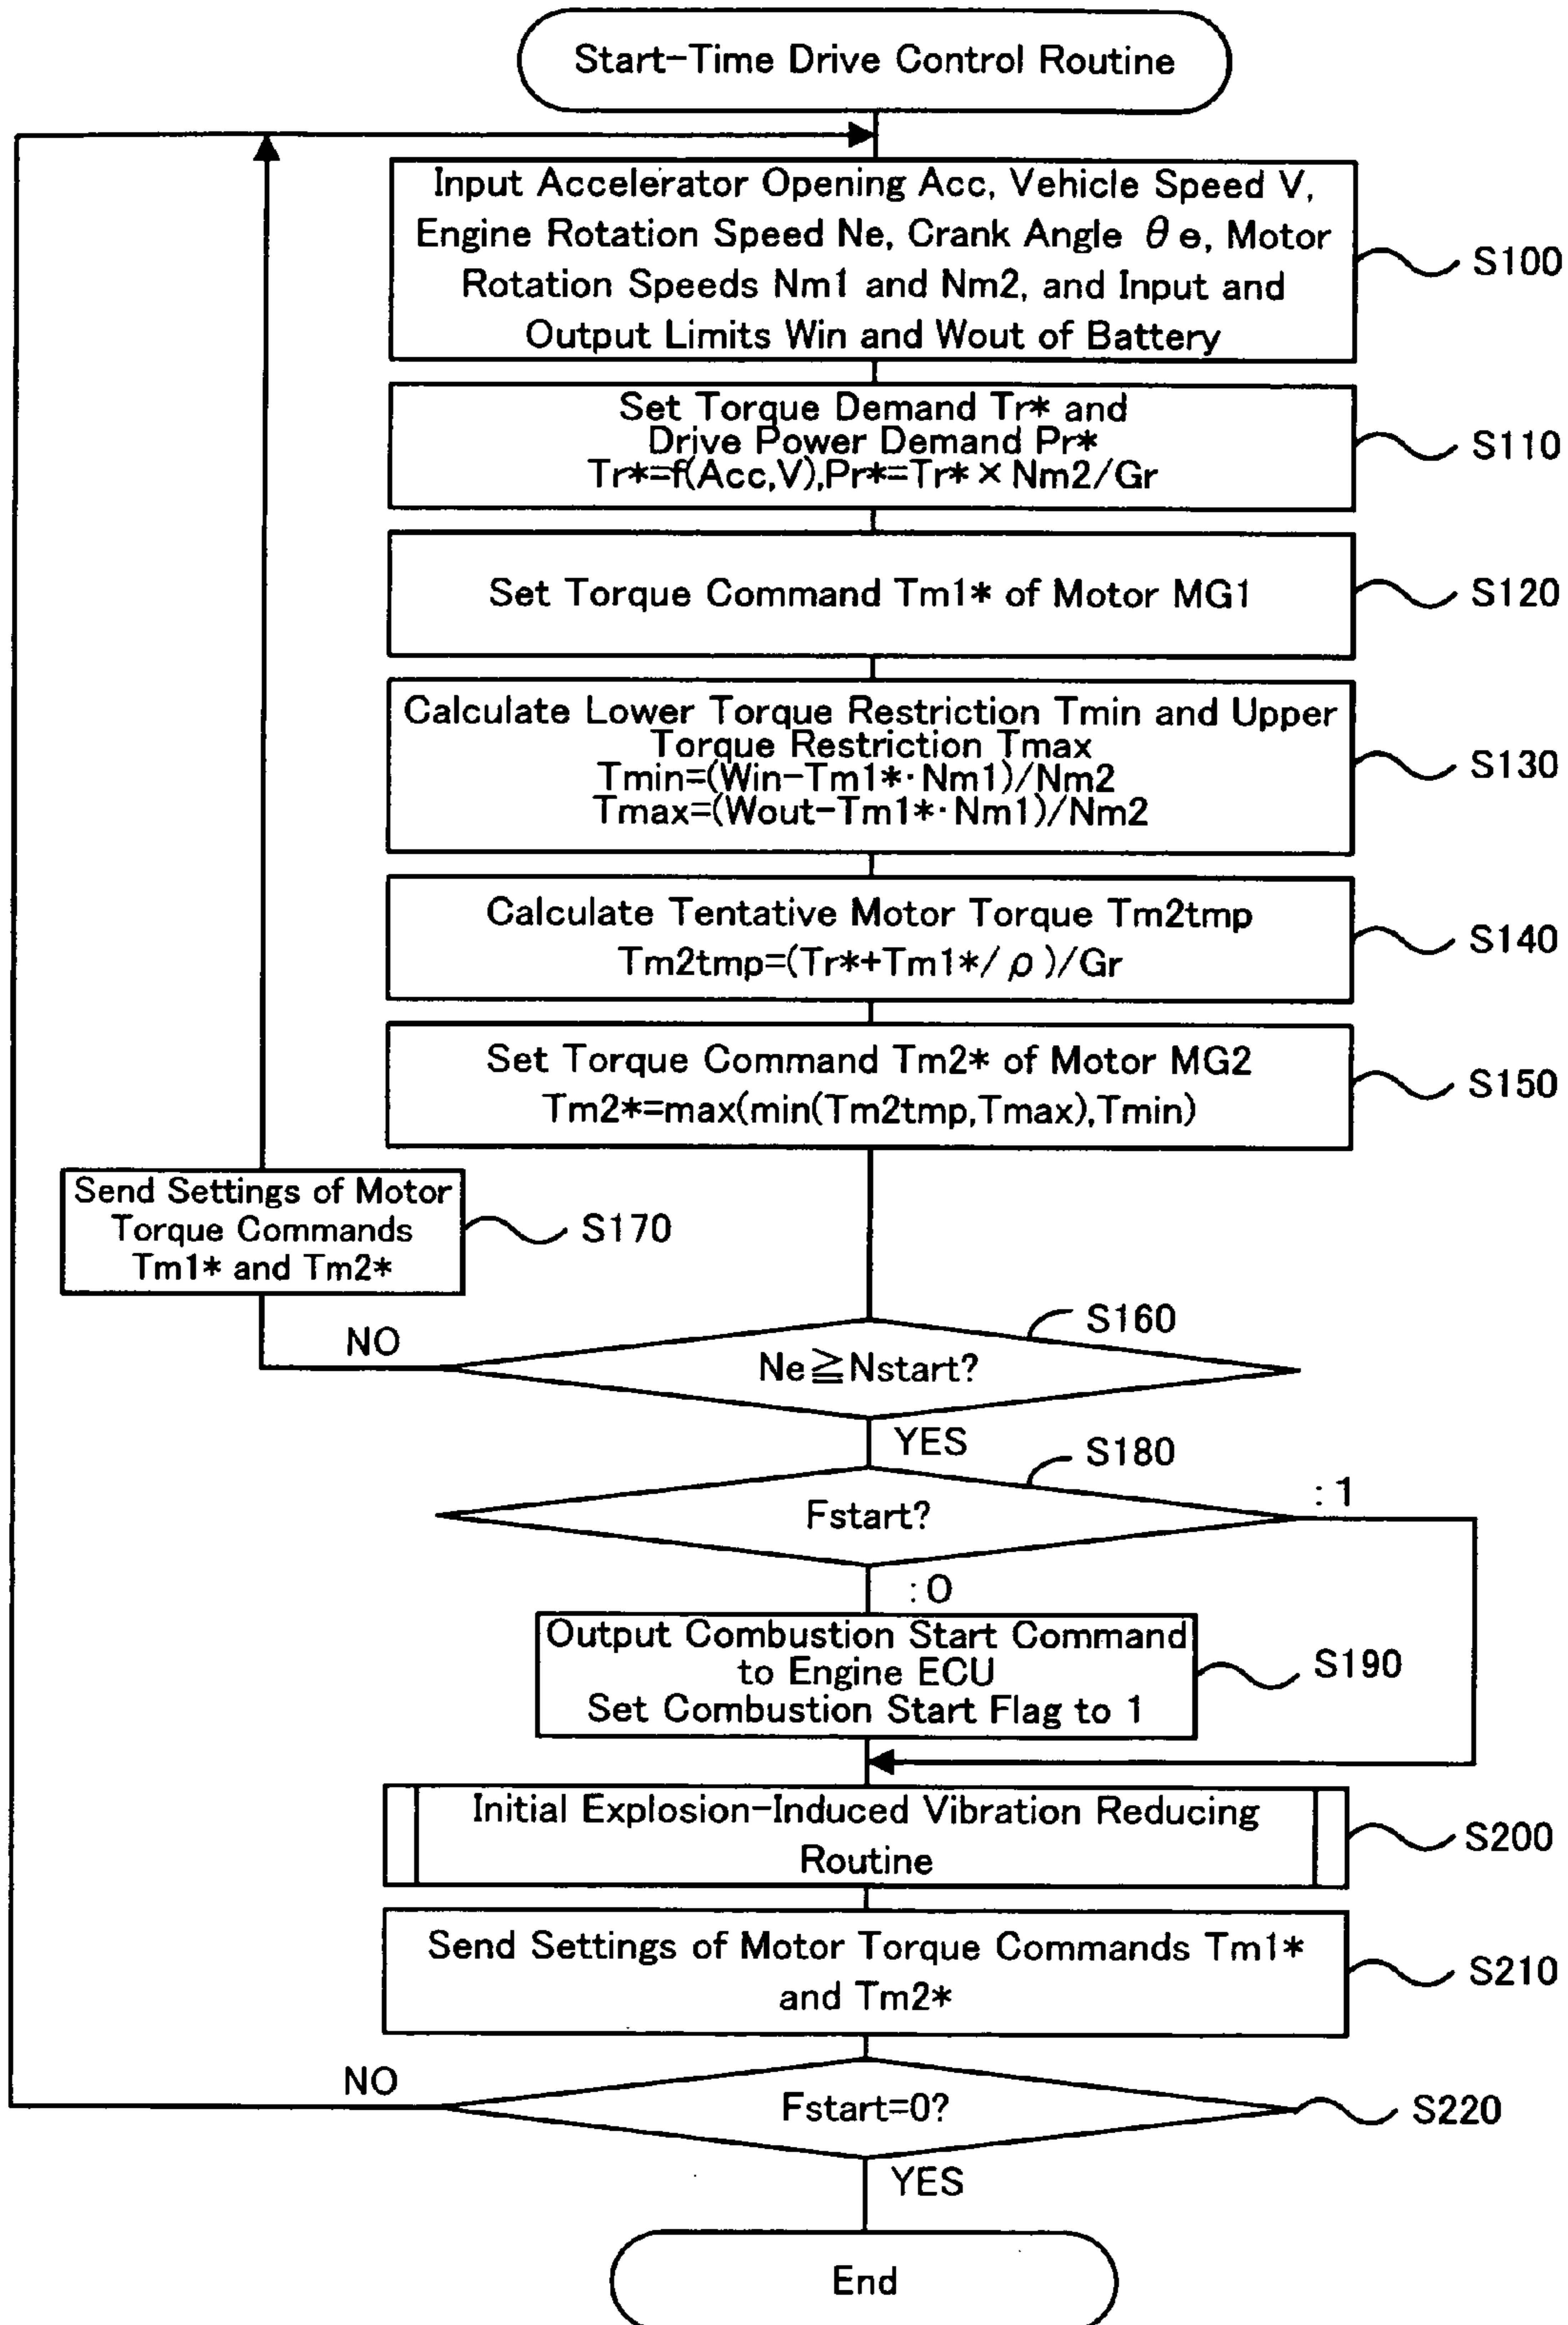 Start-Time Drive Control Routine
Input Accelerator Opening Acc, Vehicle Speed V,
Engine Rotation Speed Ne, Crank Angle θe, Motor
Rotation Speeds Nm1 and Nm2, and Input and
Output Limits Win and Wout of Battery
S100
Set Torque Demand Tr* and
Drive Power Demand Pr*
Tr*=f(Acc,V),Pr*=Tr*×Nm2/Gr
S110
Set Torque Command Tm1* of Motor MG1
S120
Calculate Lower Torque Restriction Tmin and Upper
Torque Restriction Tmax
Tmin=(Win-Tm1*·Nm1)/Nm2
Tmax=(Wout-Tm1*·Nm1)/Nm2
S130
Calculate Tentative Motor Torque Tm2tmp
Tm2tmp=(Tr*+Tm1*/ρ)/Gr
S140
Set Torque Command Tm2* of Motor MG2
Tm2*=max(min(Tm2tmp,Tmax),Tmin)
S150
Send Settings of Motor
Torque Commands
Tm1* and Tm2*
S170
S160
NO
Ne≧Nstart?
YES
S180
Fstart?
:1
:0
Output Combustion Start Command
to Engine ECU
Set Combustion Start Flag to 1
S190
Initial Explosion-Induced Vibration Reducing
Routine
S200
Send Settings of Motor Torque Commands Tm1*
and Tm2*
S210
NO
Fstart=0?
S220
YES
End